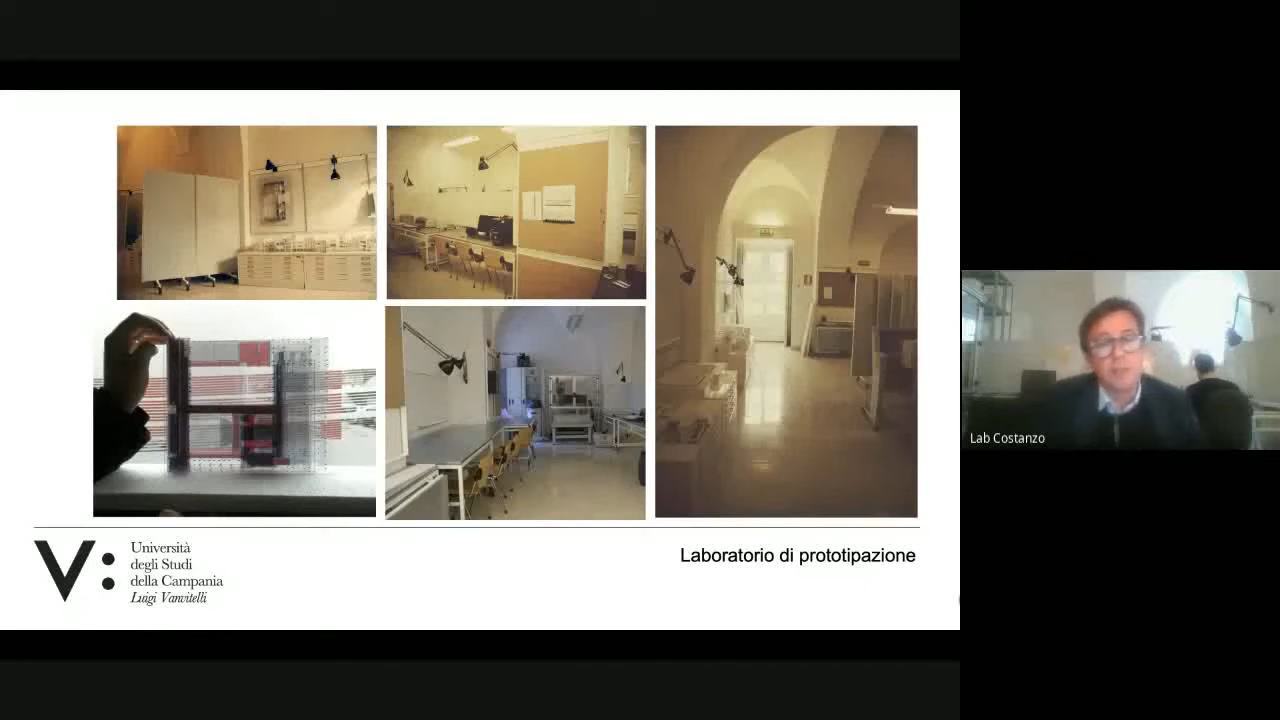 Università
degli Studi
della Campania
Luigi Vanvitelli
Laboratorio di prototipazione
Lab Costanzo